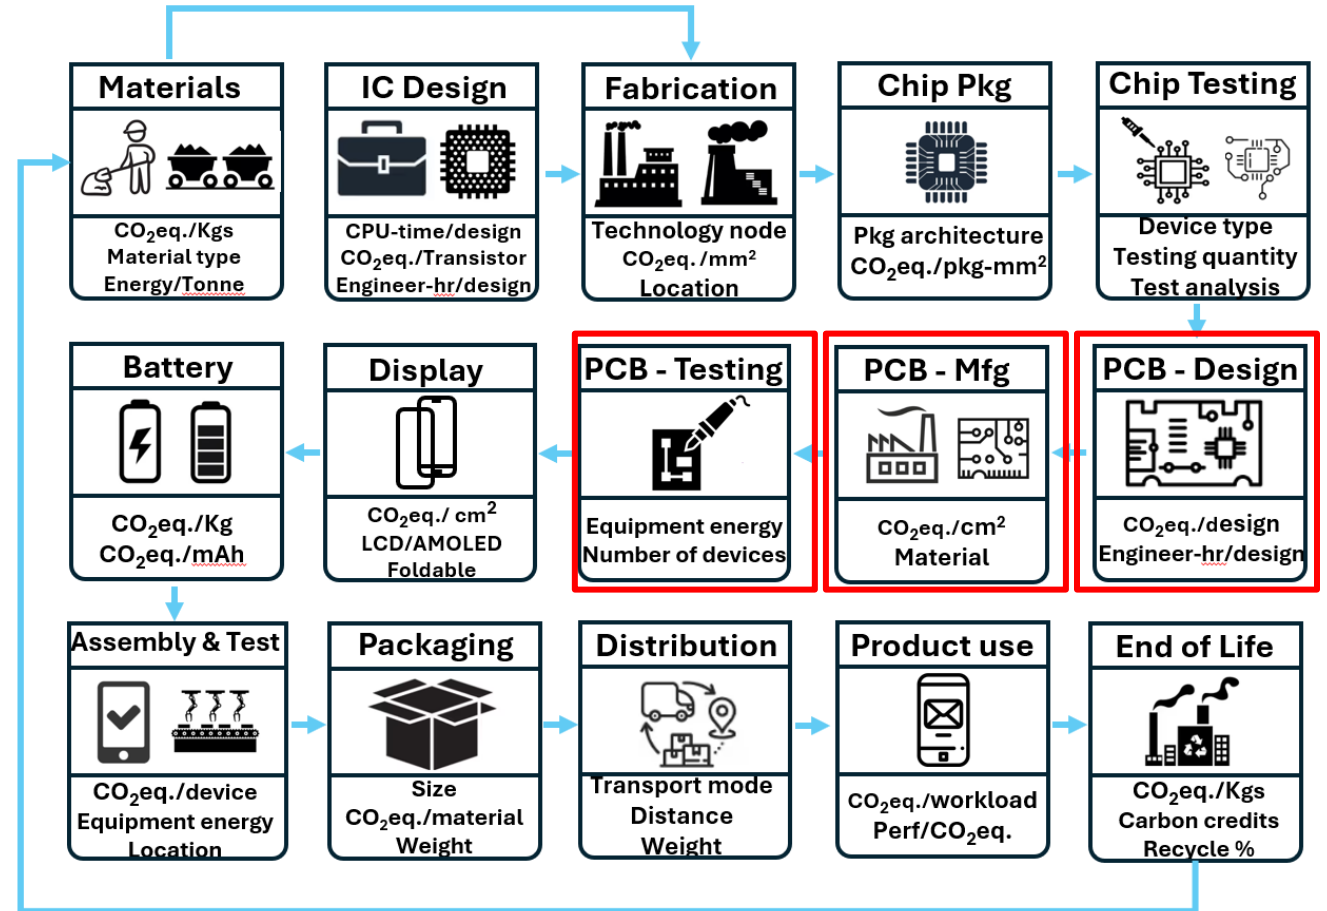 Materials
CO₂eq./Kgs
Material type
Energy/Tonne
IC Design
CPU-time/design
CO₂eq./Transistor
Engineer-hr/design
Fabrication
Technology node
CO₂eq./mm²
Location
Chip Pkg
Pkg architecture
CO₂eq./pkg-mm²
Chip Testing
Device type
Testing quantity
Test analysis
Battery
CO₂eq./Kg
CO₂eq./mAh
Display
CO₂eq./ cm²
LCD/AMOLED
Foldable
PCB - Testing
Equipment energy
Number of devices
PCB - Mfg
CO₂eq./cm²
Material
PCB - Design
CO₂eq./design
Engineer-hr/design
Assembly & Test
CO₂eq./device
Equipment energy
Location
Packaging
Size
CO₂eq./material
Weight
Distribution
Transport mode
Distance
Weight
Product use
CO₂eq./workload
Perf/CO₂eq.
End of Life
CO₂eq./Kgs
Carbon credits
Recycle %